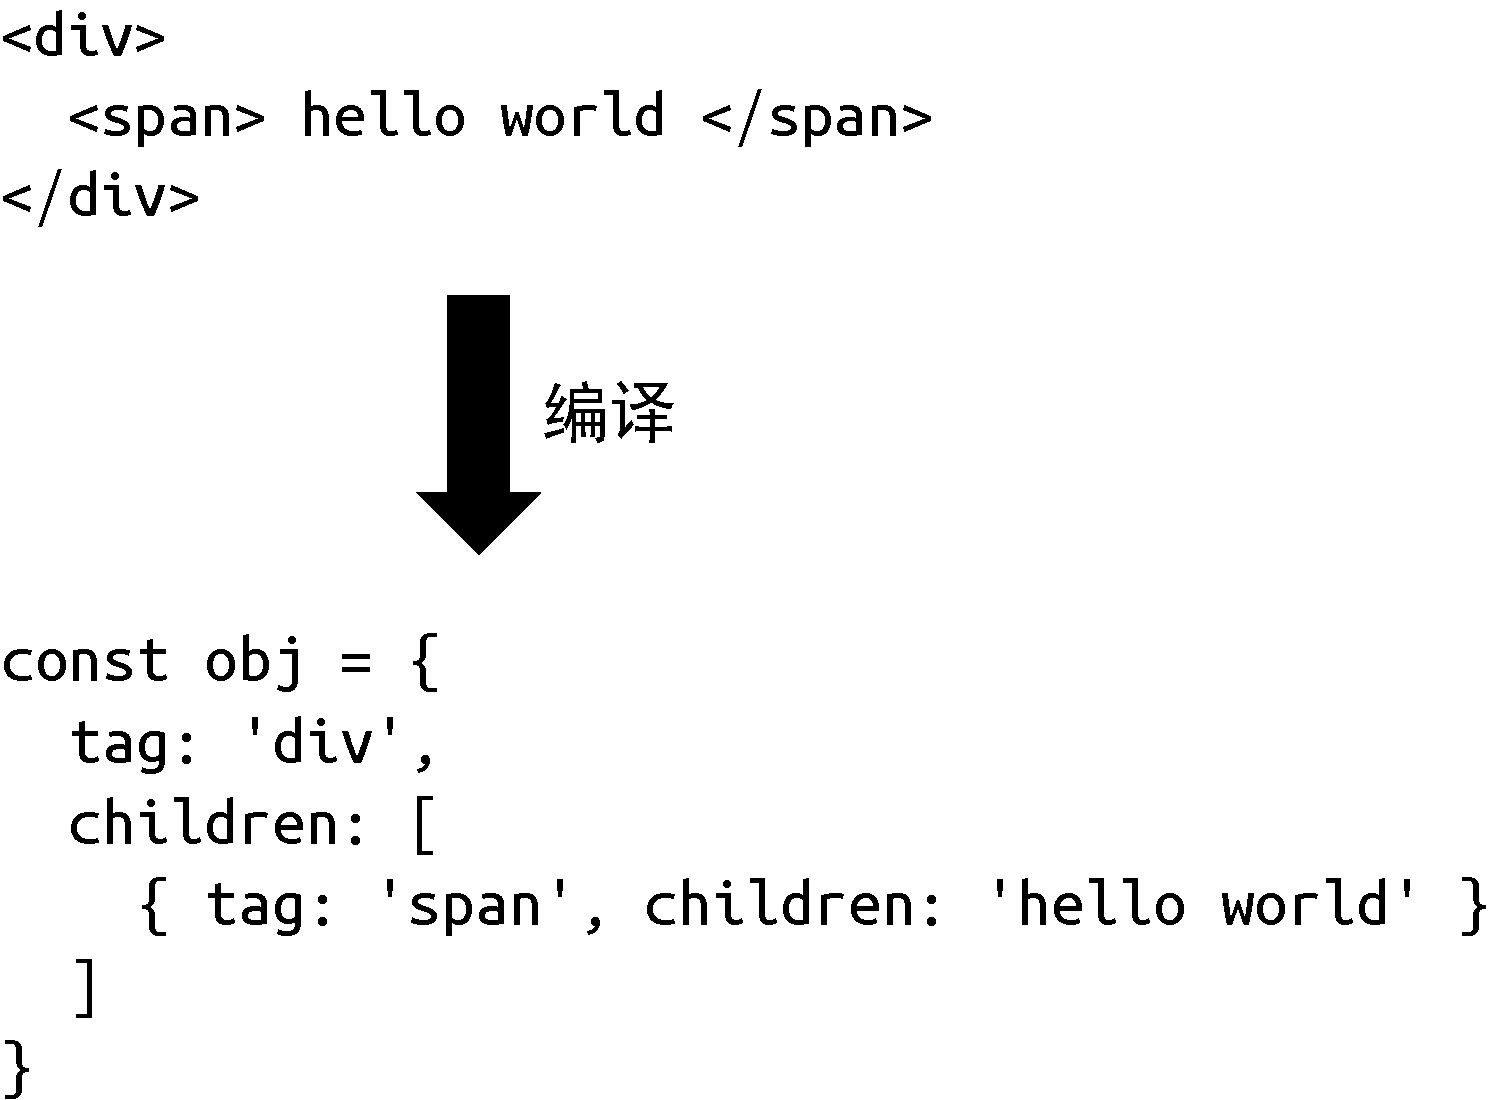 <div>
  <span> hello world </span>
</div>
编译
const obj = {
  tag: 'div',
  children: [
    { tag: 'span', children: 'hello world' }
  ]
}